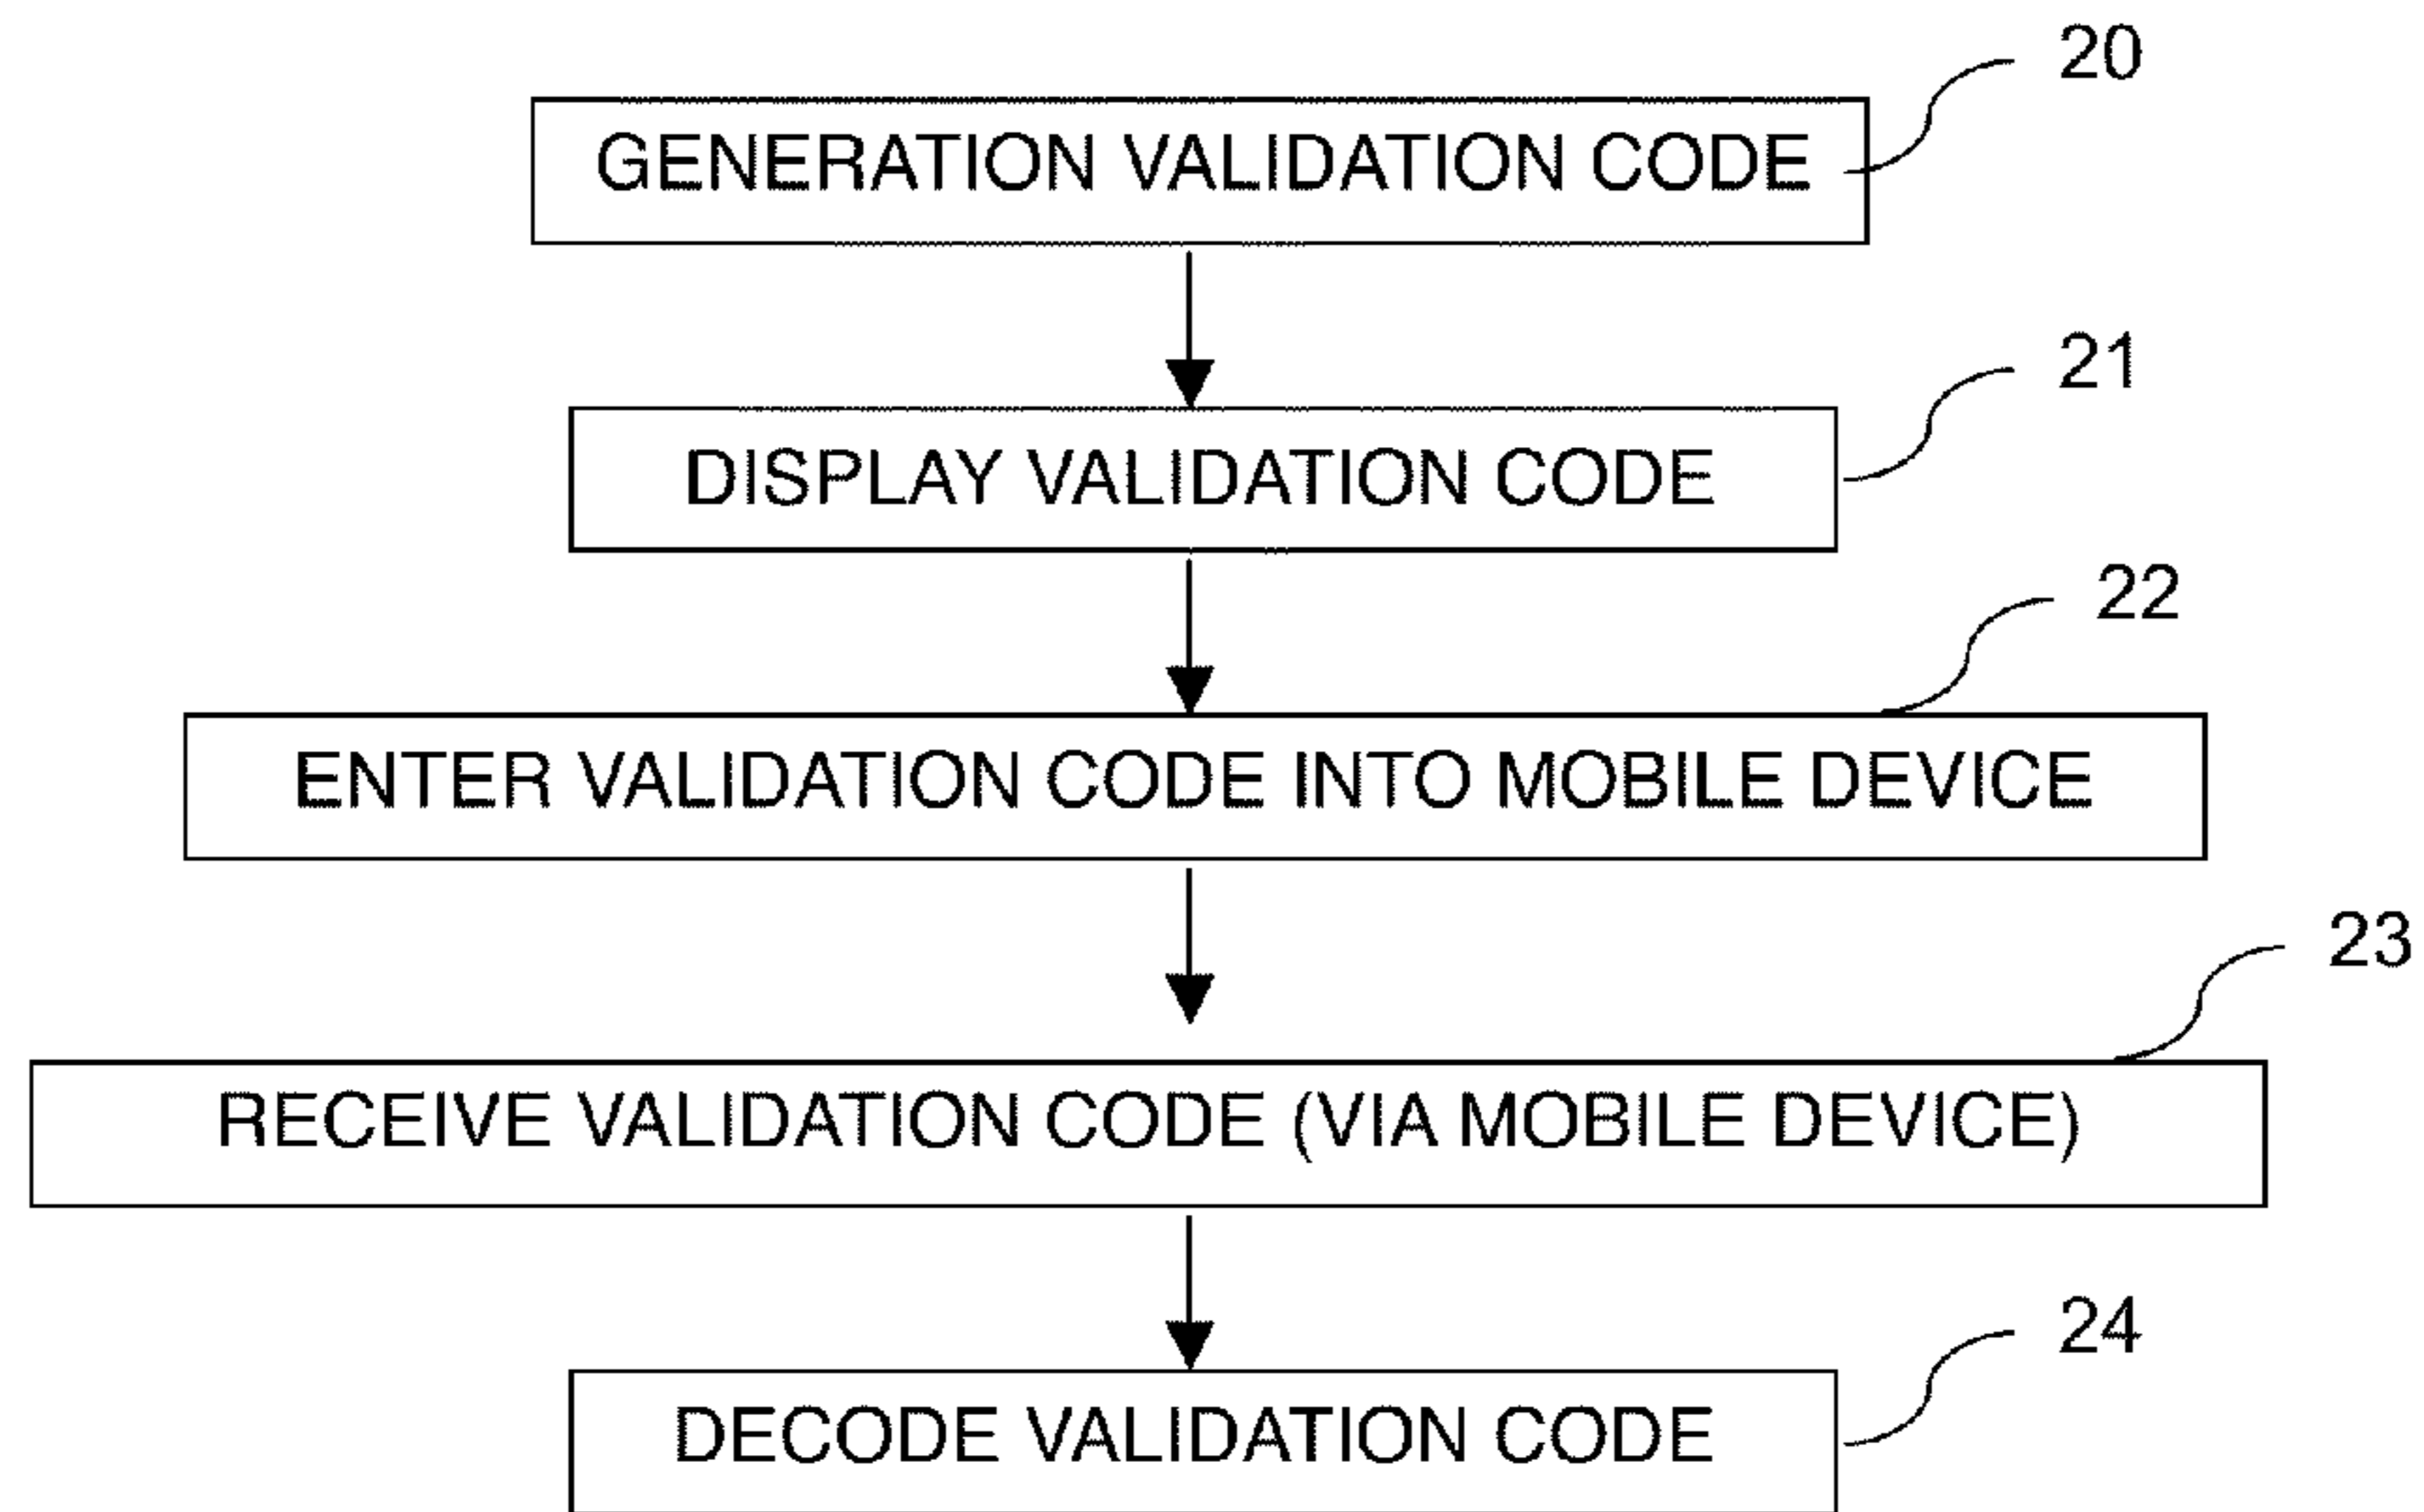 20
GENERATION VALIDATION CODE
21
DISPLAY VALIDATION CODE
22
ENTER VALIDATION CODE INTO MOBILE DEVICE
23
RECEIVE VALIDATION CODE (VIA MOBILE DEVICE)
24
DECODE VALIDATION CODE